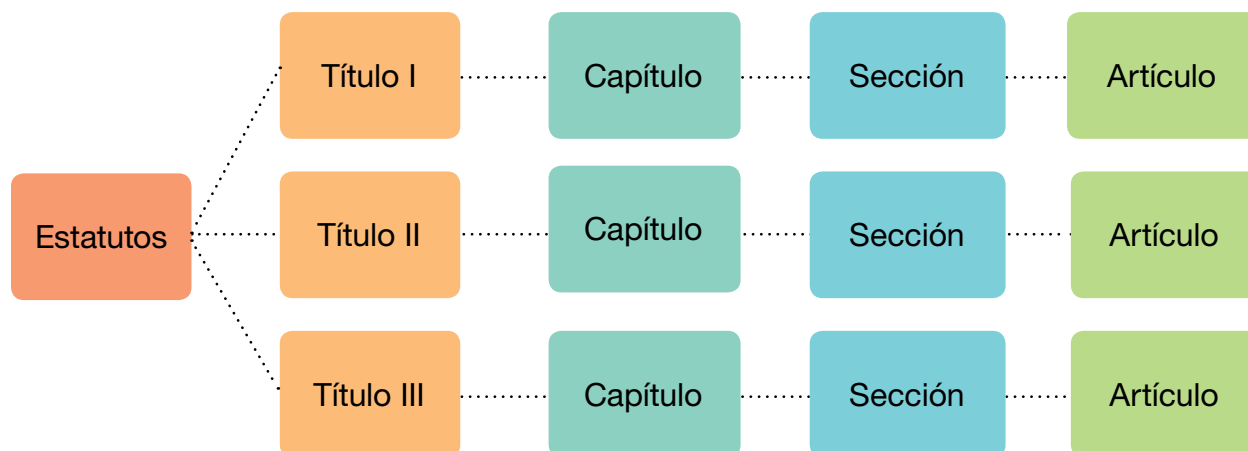 Título I
Capítulo
Sección
Artículo
Estatutos
Título II
Capítulo
Sección
Artículo
Título III
Capítulo
Sección
Artículo